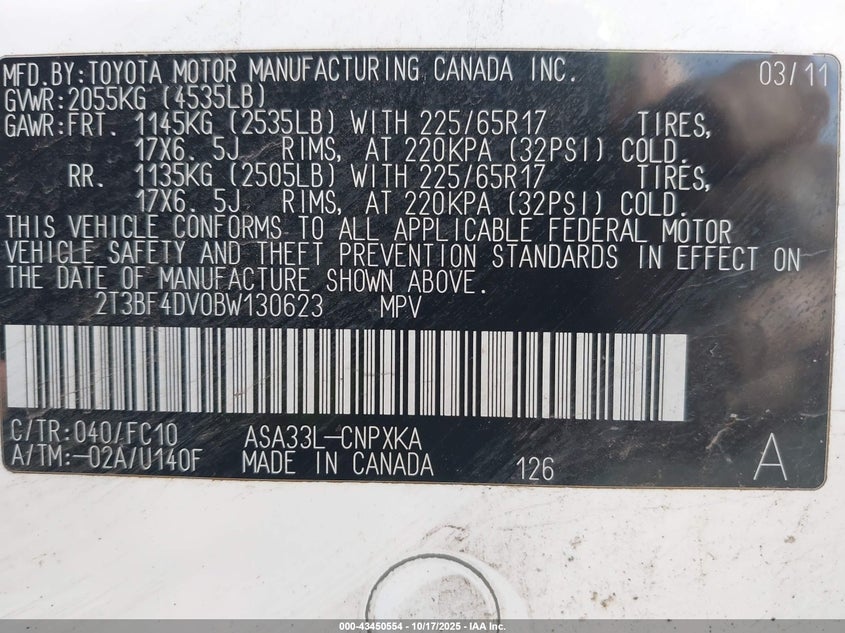 MFD.BY:TOYOTA MOTOR MANUFACTURING CANADA INC. 03/11
GVWR:2055KG (4535LB)
GAWR:FRT. 1145KG (2535LB) WITH 225/65R17 TIRES,
17X6. 5J RIMS, AT 220KPA (32PSI) COLD.
RR. 1135KG (2505LB) WITH 225/65R17 TIRES,
17X6. 5J RIMS, AT 220KPA (32PSI) COLD.
THIS VEHICLE CONFORMS TO ALL APPLICABLE FEDERAL MOTOR
VEHICLE SAFETY AND THEFT PREVENTION STANDARDS IN EFFECT ON
THE DATE OF MANUFACTURE SHOWN ABOVE.
2T3BF4DV0BW130623 MPV
C/TR:040/FC10 ASA33L-CNPXKA
A/TM:-02A/U140F MADE IN CANADA 126 A
000-43450554 - 10/17/2025 - IAA Inc.